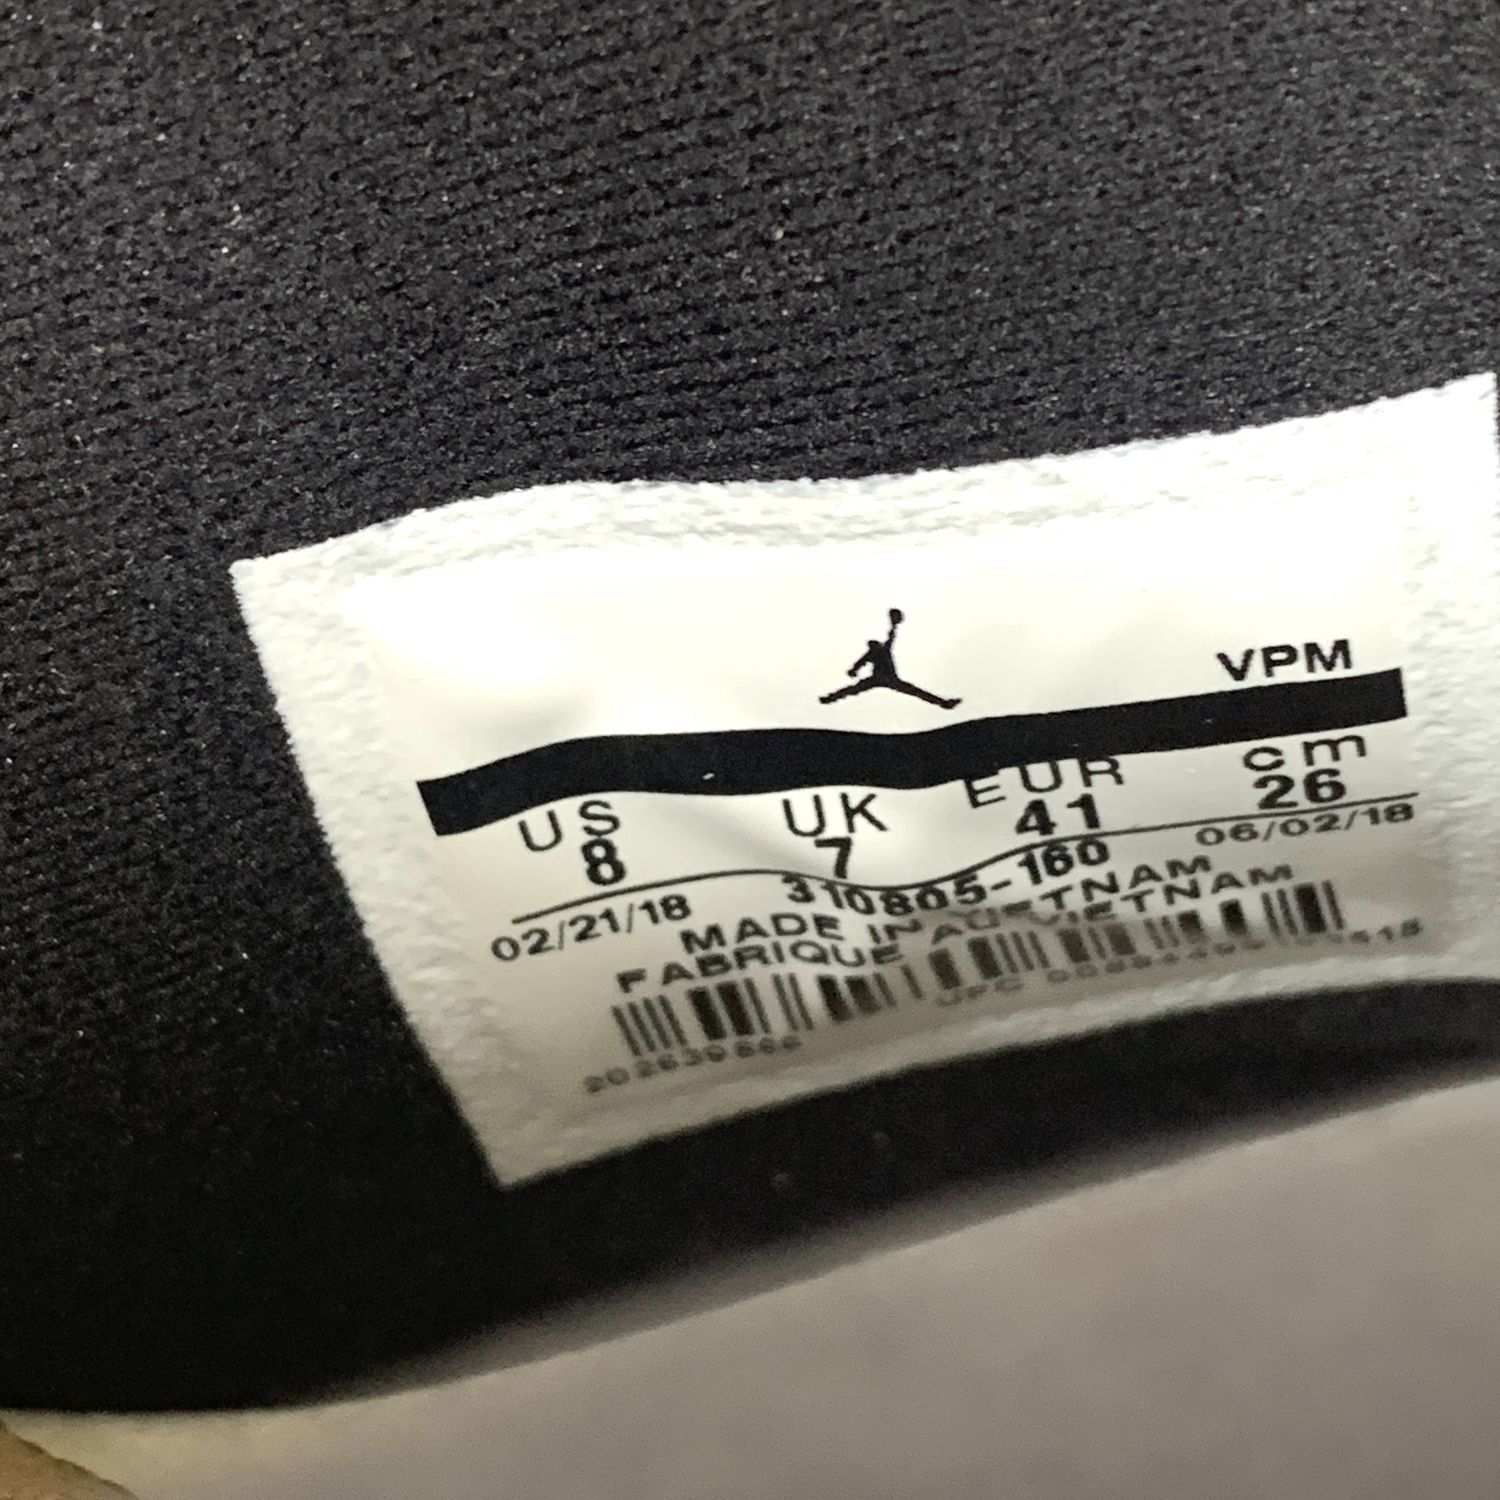 VPM
US UK EUR cm
8 7 41 26
02/21/18 310805-160 06/02/18
MADE IN VIETNAM
FABRIQUE AU VIETNAM
UPC